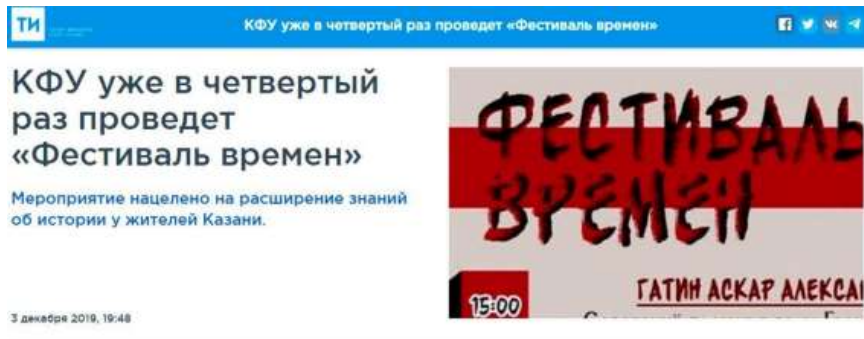 ТИ
КФУ уже в четвертый раз проведет «Фестиваль времен»
КФУ уже в четвертый
раз проведет
«Фестиваль времен»
Мероприятие нацелено на расширение знаний
об истории у жителей Казани.
3 декабря 2019, 19:48
ФЕСТИВАЛЬ
ВРЕМЕН
15:00
ГАТИН АСКАР АЛЕКСА